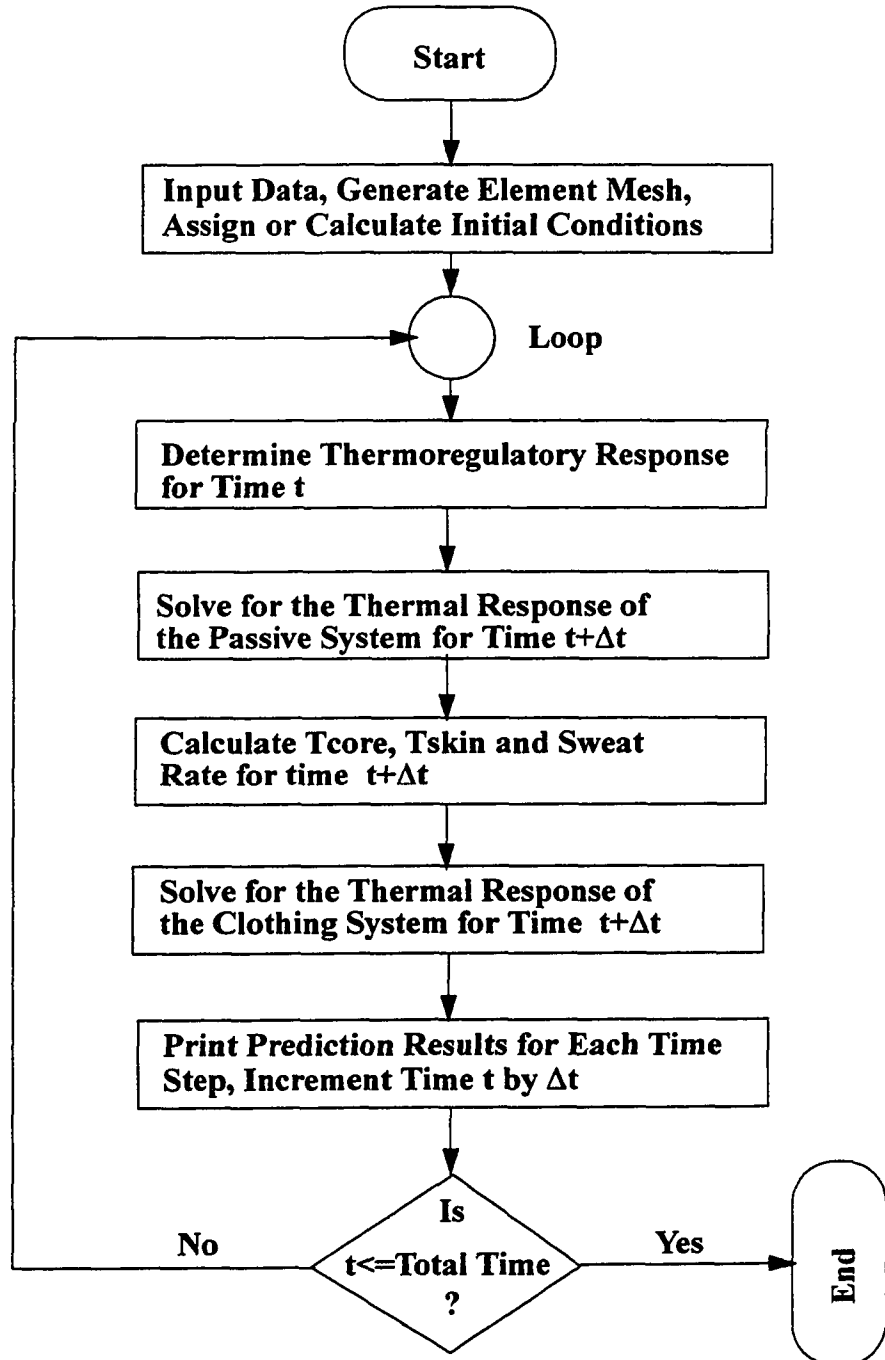 Start
Input Data, Generate Element Mesh,
Assign or Calculate Initial Conditions
Loop
Determine Thermoregulatory Response
for Time t
Solve for the Thermal Response of
the Passive System for Time t+Δt
Calculate Tcore, Tskin and Sweat
Rate for time t+Δt
Solve for the Thermal Response of
the Clothing System for Time t+Δt
Print Prediction Results for Each Time
Step, Increment Time t by Δt
Is
t<=Total Time
?
No
Yes
End